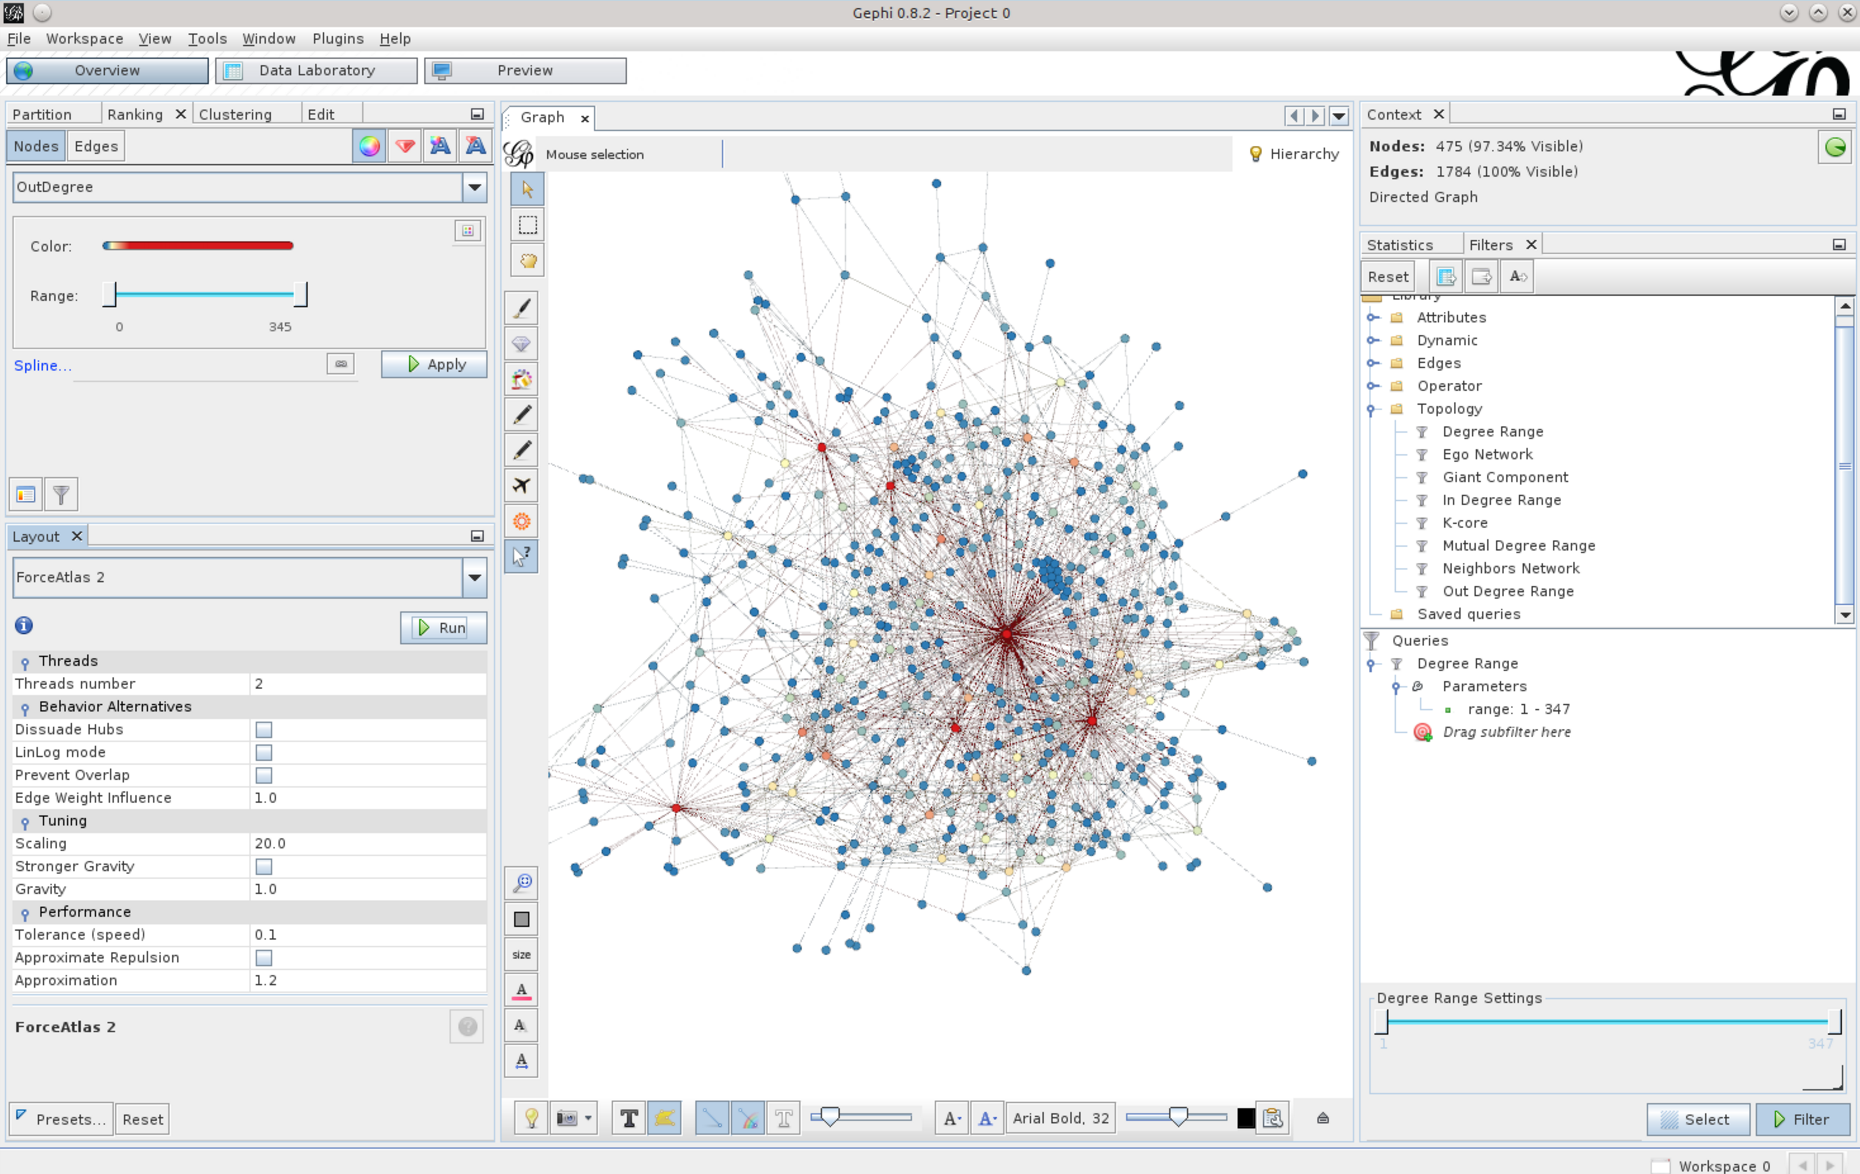 Gephi 0.8.2 - Project 0
File Workspace View Tools Window Plugins Help
Overview Data Laboratory Preview
Partition Ranking Clustering Edit
Nodes Edges
OutDegree
Color:
Range:
0 345
Spline...
Apply
Layout
ForceAtlas 2
Run
Threads
Threads number 2
Behavior Alternatives
Dissuade Hubs
LinLog mode
Prevent Overlap
Edge Weight Influence 1.0
Tuning
Scaling 20.0
Stronger Gravity
Gravity 1.0
Performance
Tolerance (speed) 0.1
Approximate Repulsion
Approximation 1.2
ForceAtlas 2
?
Presets... Reset
Graph
Mouse selection
Hierarchy
size
A
A
A
T T A- A- Arial Bold, 32
Context
Nodes: 475 (97.34% Visible)
Edges: 1784 (100% Visible)
Directed Graph
Statistics Filters
Reset
Library
Attributes
Dynamic
Edges
Operator
Topology
Degree Range
Ego Network
Giant Component
In Degree Range
K-core
Mutual Degree Range
Neighbors Network
Out Degree Range
Saved queries
Queries
Degree Range
Parameters
range: 1 - 347
Drag subfilter here
Degree Range Settings
1 347
Select Filter
Workspace 0